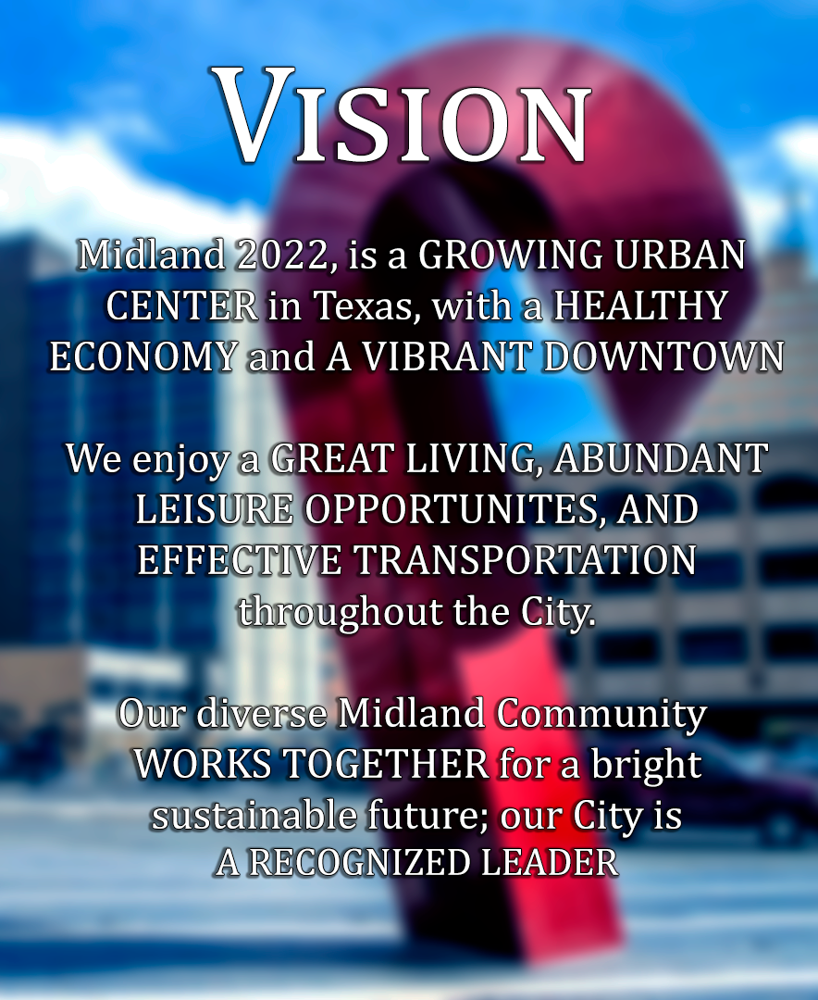 VISION
Midland 2022, is a GROWING URBAN
CENTER in Texas, with a HEALTHY
ECONOMY and A VIBRANT DOWNTOWN
We enjoy a GREAT LIVING, ABUNDANT
LEISURE OPPORTUNITES, AND
EFFECTIVE TRANSPORTATION
throughout the City.
Our diverse Midland Community
WORKS TOGETHER for a bright
sustainable future; our City is
A RECOGNIZED LEADER